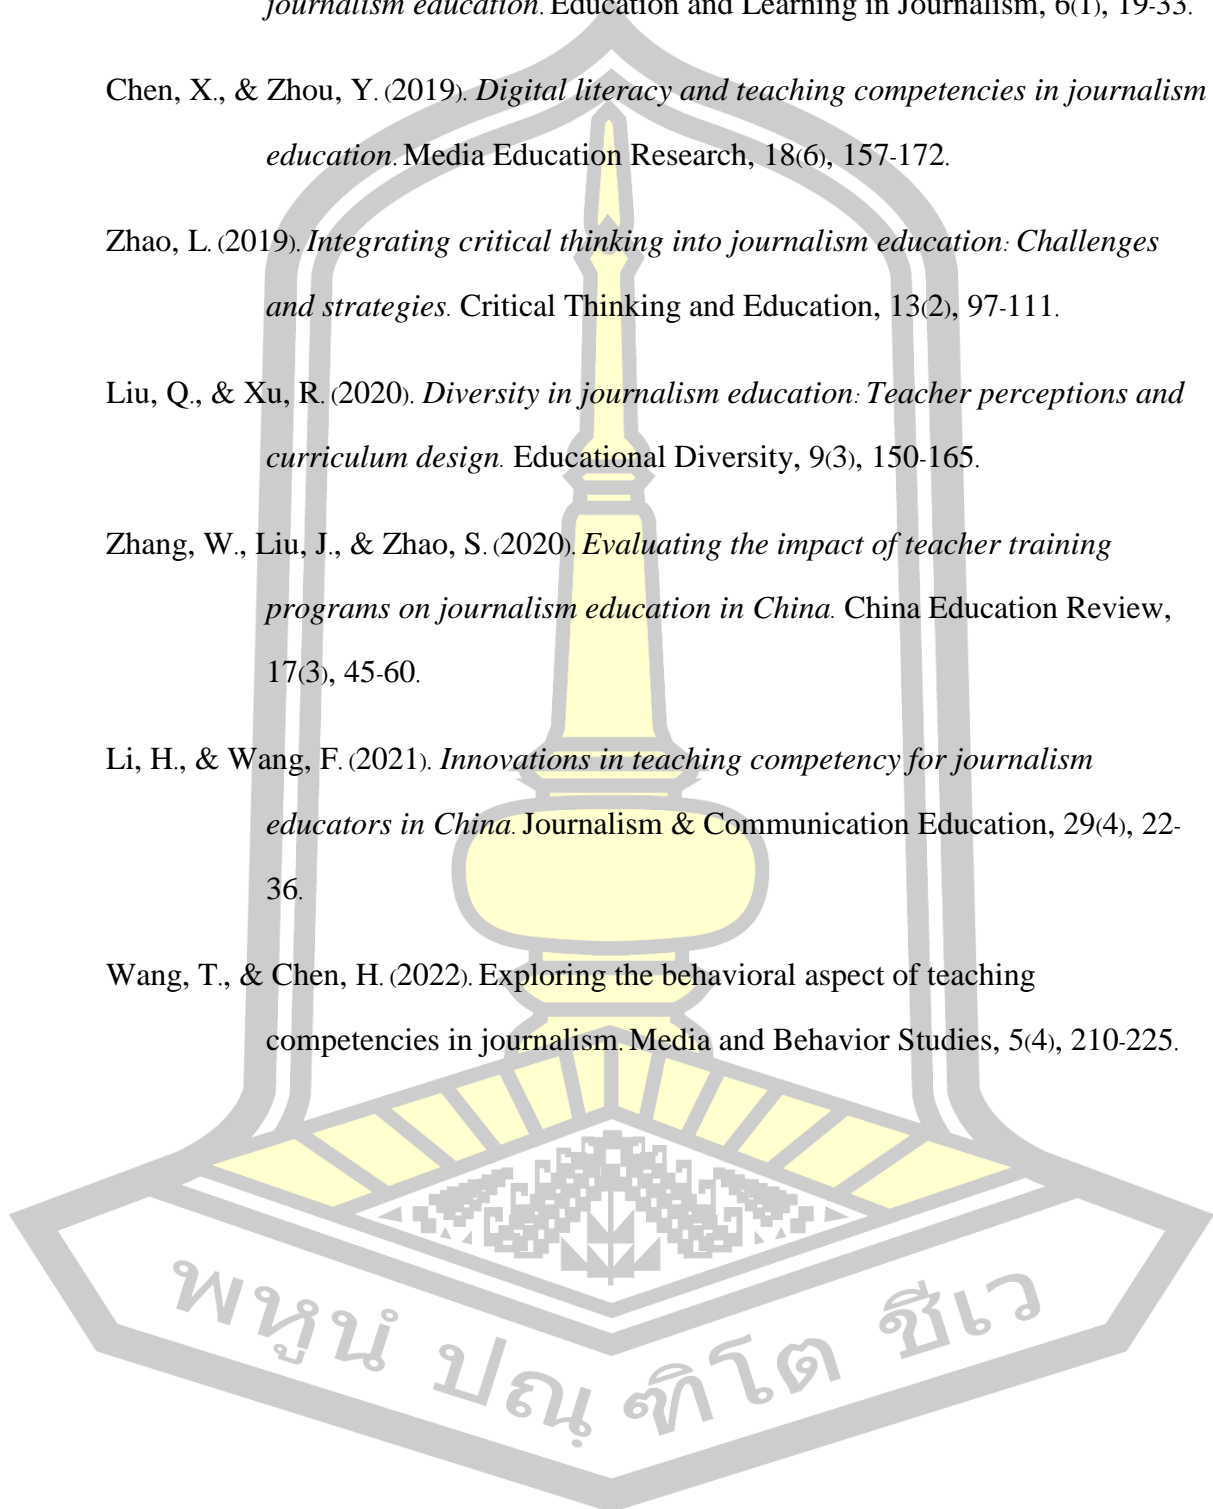 journalism education. Education and Learning in Journalism, 6(1), 19-33.
Chen, X., & Zhou, Y. (2019). Digital literacy and teaching competencies in journalism
education. Media Education Research, 18(6), 157-172.
Zhao, L. (2019). Integrating critical thinking into journalism education: Challenges
and strategies. Critical Thinking and Education, 13(2), 97-111.
Liu, Q., & Xu, R. (2020). Diversity in journalism education: Teacher perceptions and
curriculum design. Educational Diversity, 9(3), 150-165.
Zhang, W., Liu, J., & Zhao, S. (2020). Evaluating the impact of teacher training
programs on journalism education in China. China Education Review,
17(3), 45-60.
Li, H., & Wang, F. (2021). Innovations in teaching competency for journalism
educators in China. Journalism & Communication Education, 29(4), 22-
36.
Wang, T., & Chen, H. (2022). Exploring the behavioral aspect of teaching
competencies in journalism. Media and Behavior Studies, 5(4), 210-225.
พหูนํ ปณฺฑิโต ชีเว